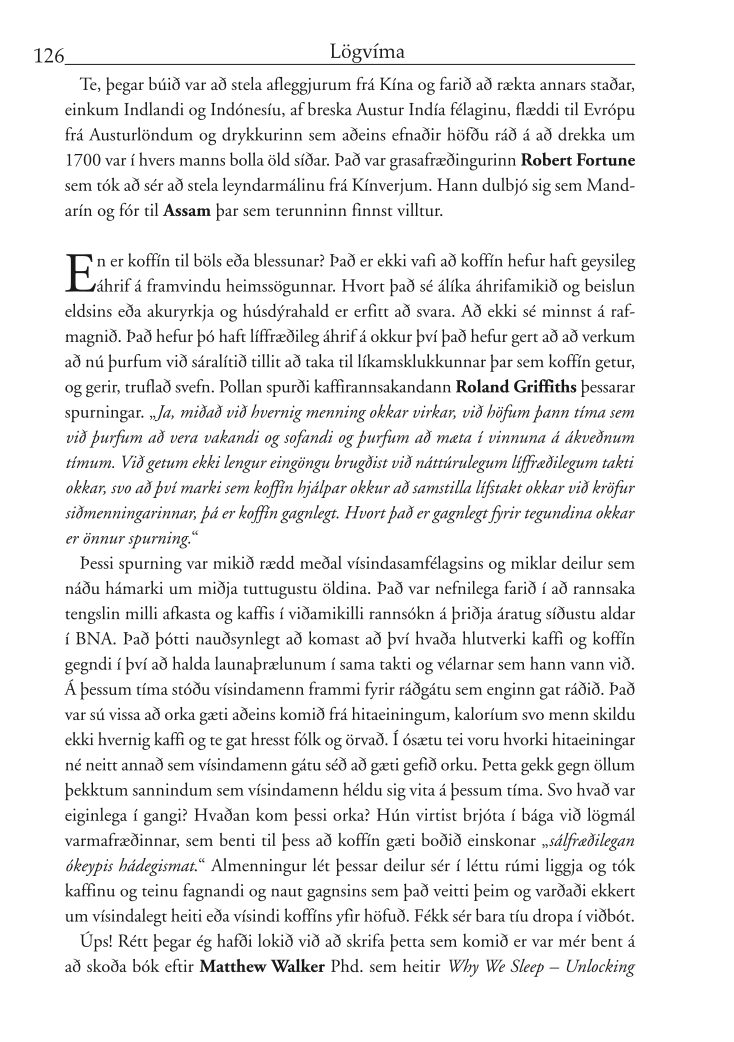 126
Lögvíma
Te, þegar búið var að stela afleggjurum frá Kína og farið að rækta annars staðar,
einkum Indlandi og Indónesíu, af breska Austur Indía félaginu, flæddi til Evrópu
frá Austurlöndum og drykkurinn sem aðeins efnaðir höfðu ráð á að drekka um
1700 var í hvers manns bolla öld síðar. Það var grasafræðingurinn Robert Fortune
sem tók að sér að stela leyndarmálinu frá Kínverjum. Hann dulbjó sig sem Mand-
arín og fór til Assam þar sem terunninn finnst villtur.
En er koffín til böls eða blessunar? Það er ekki vafi að koffín hefur haft geysileg
áhrif á framvindu heimssögunnar. Hvort það sé álíka áhrifamikið og beislun
eldsins eða akuryrkja og húsdýrahald er erfitt að svara. Að ekki sé minnst á raf-
magnið. Það hefur þó haft líffræðileg áhrif á okkur því það hefur gert að að verkum
að nú þurfum við sáralítið tillit að taka til líkamsklukkunnar þar sem koffín getur,
og gerir, truflað svefn. Pollan spurði kaffirannsakandann Roland Griffiths þessarar
spurningar. „Ja, miðað við hvernig menning okkar virkar, við höfum þann tíma sem
við þurfum að vera vakandi og sofandi og þurfum að mæta í vinnuna á ákveðnum
tímum. Við getum ekki lengur eingöngu brugðist við náttúrulegum líffræðilegum takti
okkar, svo að því marki sem koffín hjálpar okkur að samstilla lífstakt okkar við kröfur
siðmenningarinnar, þá er koffín gagnlegt. Hvort það er gagnlegt fyrir tegundina okkar
er önnur spurning.“
Þessi spurning var mikið rædd meðal vísindasamfélagsins og miklar deilur sem
náðu hámarki um miðja tuttugustu öldina. Það var nefnilega farið í að rannsaka
tengslin milli afkasta og kaffis í viðamikilli rannsókn á þriðja áratug síðustu aldar
í BNA. Það þótti nauðsynlegt að komast að því hvaða hlutverki kaffi og koffín
gegndi í því að halda launaþrælunum í sama takti og vélarnar sem hann vann við.
Á þessum tíma stóðu vísindamenn frammi fyrir ráðgátu sem enginn gat ráðið. Það
var sú vissa að orka gæti aðeins komið frá hitaeiningum, kaloríum svo menn skildu
ekki hvernig kaffi og te gat hresst fólk og örvað. Í ósætu tei voru hvorki hitaeiningar
né neitt annað sem vísindamenn gátu séð að gæti gefið orku. Þetta gekk gegn öllum
þekktum sannindum sem vísindamenn héldu sig vita á þessum tíma. Svo hvað var
eiginlega í gangi? Hvaðan kom þessi orka? Hún virtist brjóta í bága við lögmál
varmafræðinnar, sem benti til þess að koffín gæti boðið einskonar „sálfræðilegan
ókeypis hádegismat.“ Almenningur lét þessar deilur sér í léttu rúmi liggja og tók
kaffinu og teinu fagnandi og naut gagnsins sem það veitti þeim og varðaði ekkert
um vísindalegt heiti eða vísindi koffíns yfir höfuð. Fékk sér bara tíu dropa í viðbót.
Úps! Rétt þegar ég hafði lokið við að skrifa þetta sem komið er var mér bent á
að skoða bók eftir Matthew Walker Phd. sem heitir Why We Sleep – Unlocking